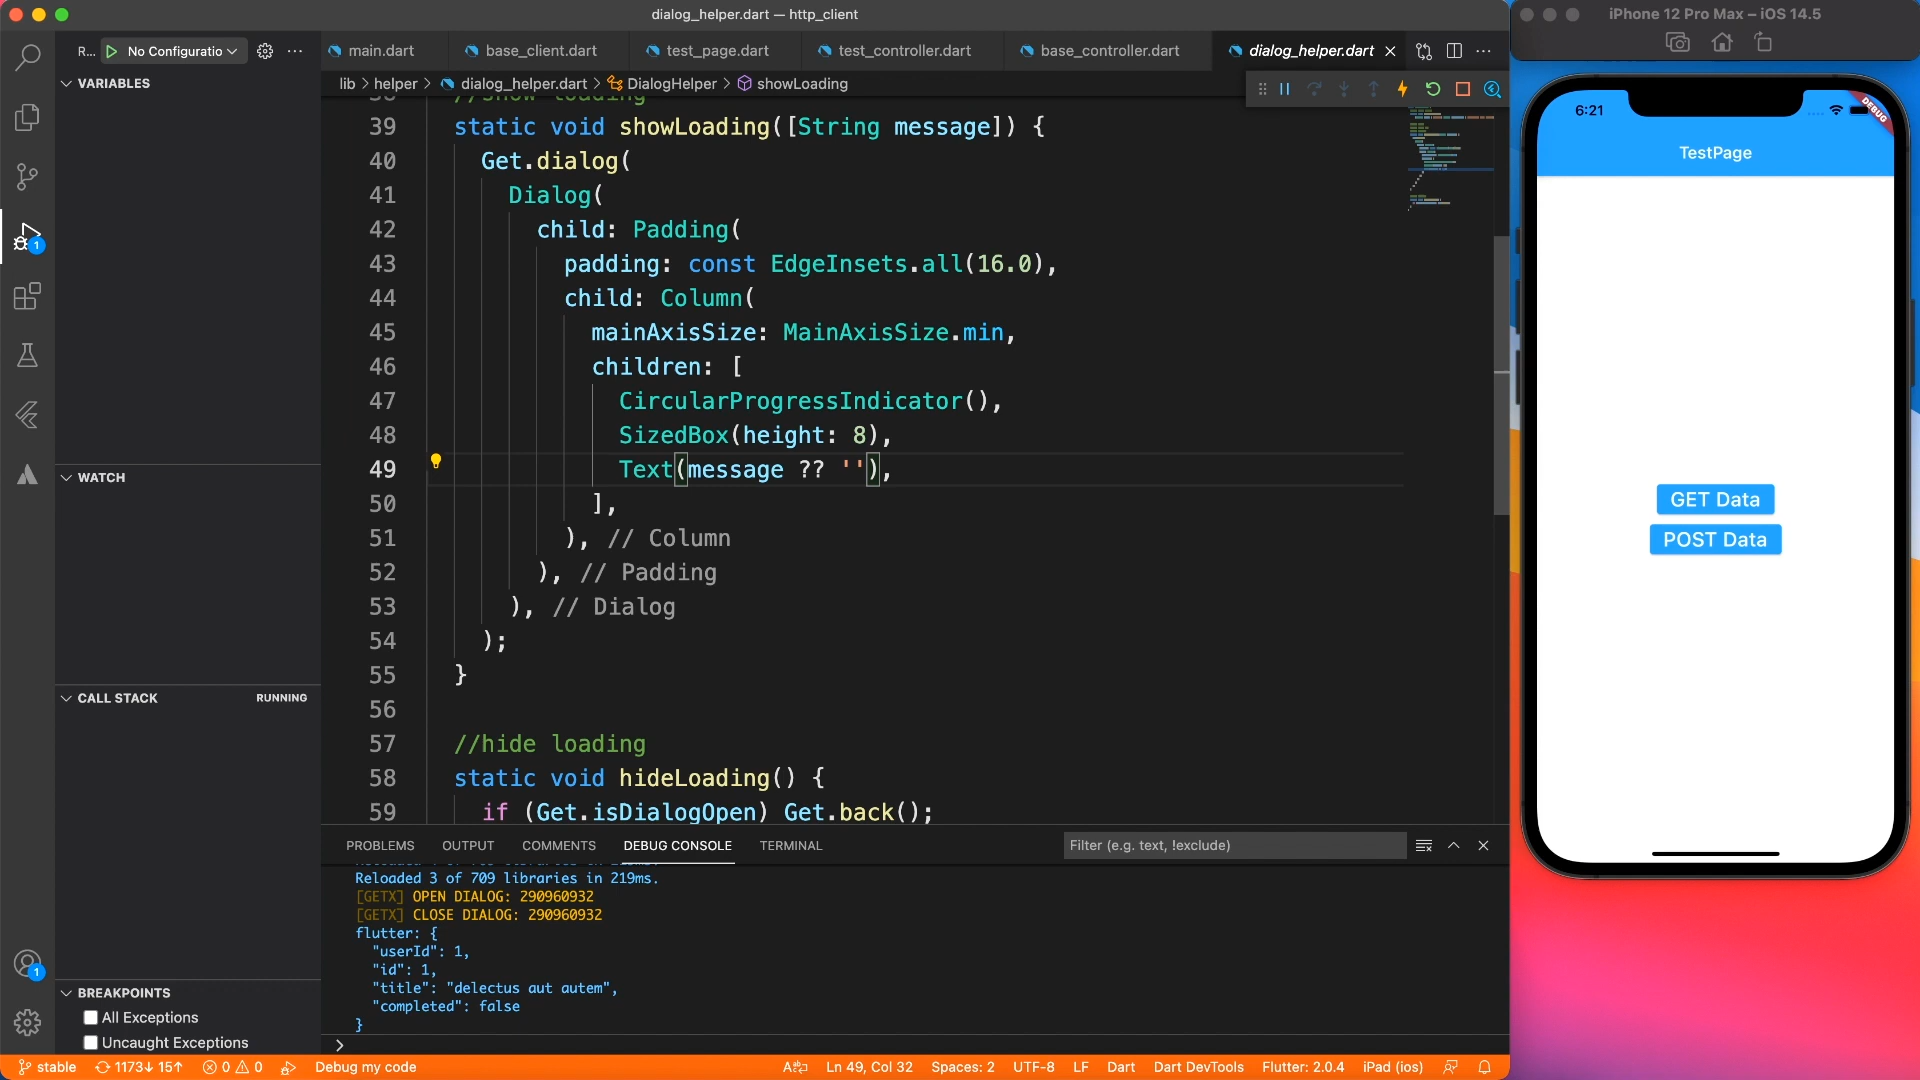 dialog_helper.dart — http_client
iPhone 12 Pro Max – iOS 14.5
R... No Configuratio
main.dart
base_client.dart
test_page.dart
test_controller.dart
base_controller.dart
dialog_helper.dart
lib > helper > dialog_helper.dart > DialogHelper > showLoading
VARIABLES
38 //show loading
39 static void showLoading([String message]) {
40 Get.dialog(
41 Dialog(
42 child: Padding(
43 padding: const EdgeInsets.all(16.0),
44 child: Column(
45 mainAxisSize: MainAxisSize.min,
46 children: [
47 CircularProgressIndicator(),
48 SizedBox(height: 8),
49 Text(message ?? ''),
50 ],
51 ), // Column
52 ), // Padding
53 ), // Dialog
54 );
55 }
56
57 //hide loading
58 static void hideLoading() {
59 if (Get.isDialogOpen) Get.back();
WATCH
CALL STACK RUNNING
BREAKPOINTS
All Exceptions
Uncaught Exceptions
1
1
PROBLEMS OUTPUT COMMENTS DEBUG CONSOLE TERMINAL
Filter (e.g. text, !exclude)
Reloaded 3 of 709 libraries in 219ms.
[GETX] OPEN DIALOG: 290960932
[GETX] CLOSE DIALOG: 290960932
flutter: {
"userId": 1,
"id": 1,
"title": "delectus aut autem",
"completed": false
}
>
stable 1173↓ 15↑ 0 0 Debug my code
Ln 49, Col 32 Spaces: 2 UTF-8 LF Dart Dart DevTools Flutter: 2.0.4 iPad (ios)
6:21
DEBUG
TestPage
GET Data
POST Data